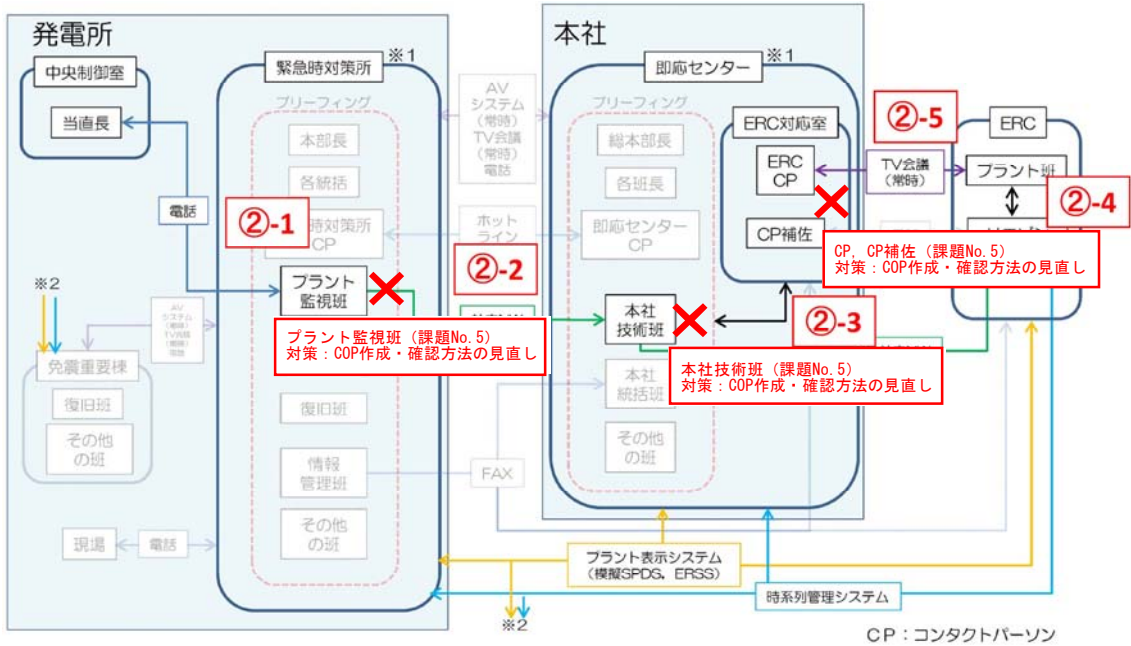 発電所
中央制御室
当直長
電話
※2
AV
システム
(常時)
TV会議
(常時)
電話
免震重要棟
復旧班
その他
の班
現場
電話
緊急時対策所
※1
ブリーフィング
本部長
各統括
時対策所
CP
②-1
プラント
監視班
プラント監視班（課題No.5）
対策：COP作成・確認方法の見直し
復旧班
情報
管理班
その他
の班
AV
システム
(常時)
TV会議
(常時)
電話
ホット
ライン
②-2
FAX
本社
即応センター
※1
ブリーフィング
総本部長
各班長
即応センター
CP
本社
技術班
②-3
本社技術班（課題No.5）
対策：COP作成・確認方法の見直し
本社
統括班
その他
の班
ERC対応室
ERC
CP
CP補佐
CP，CP補佐（課題No.5）
対策：COP作成・確認方法の見直し
②-5
TV会議
(常時)
ERC
プラント班
②-4
プラント表示システム
（模擬SPDS，ERSS）
時系列管理システム
※2
CP：コンタクトパーソン